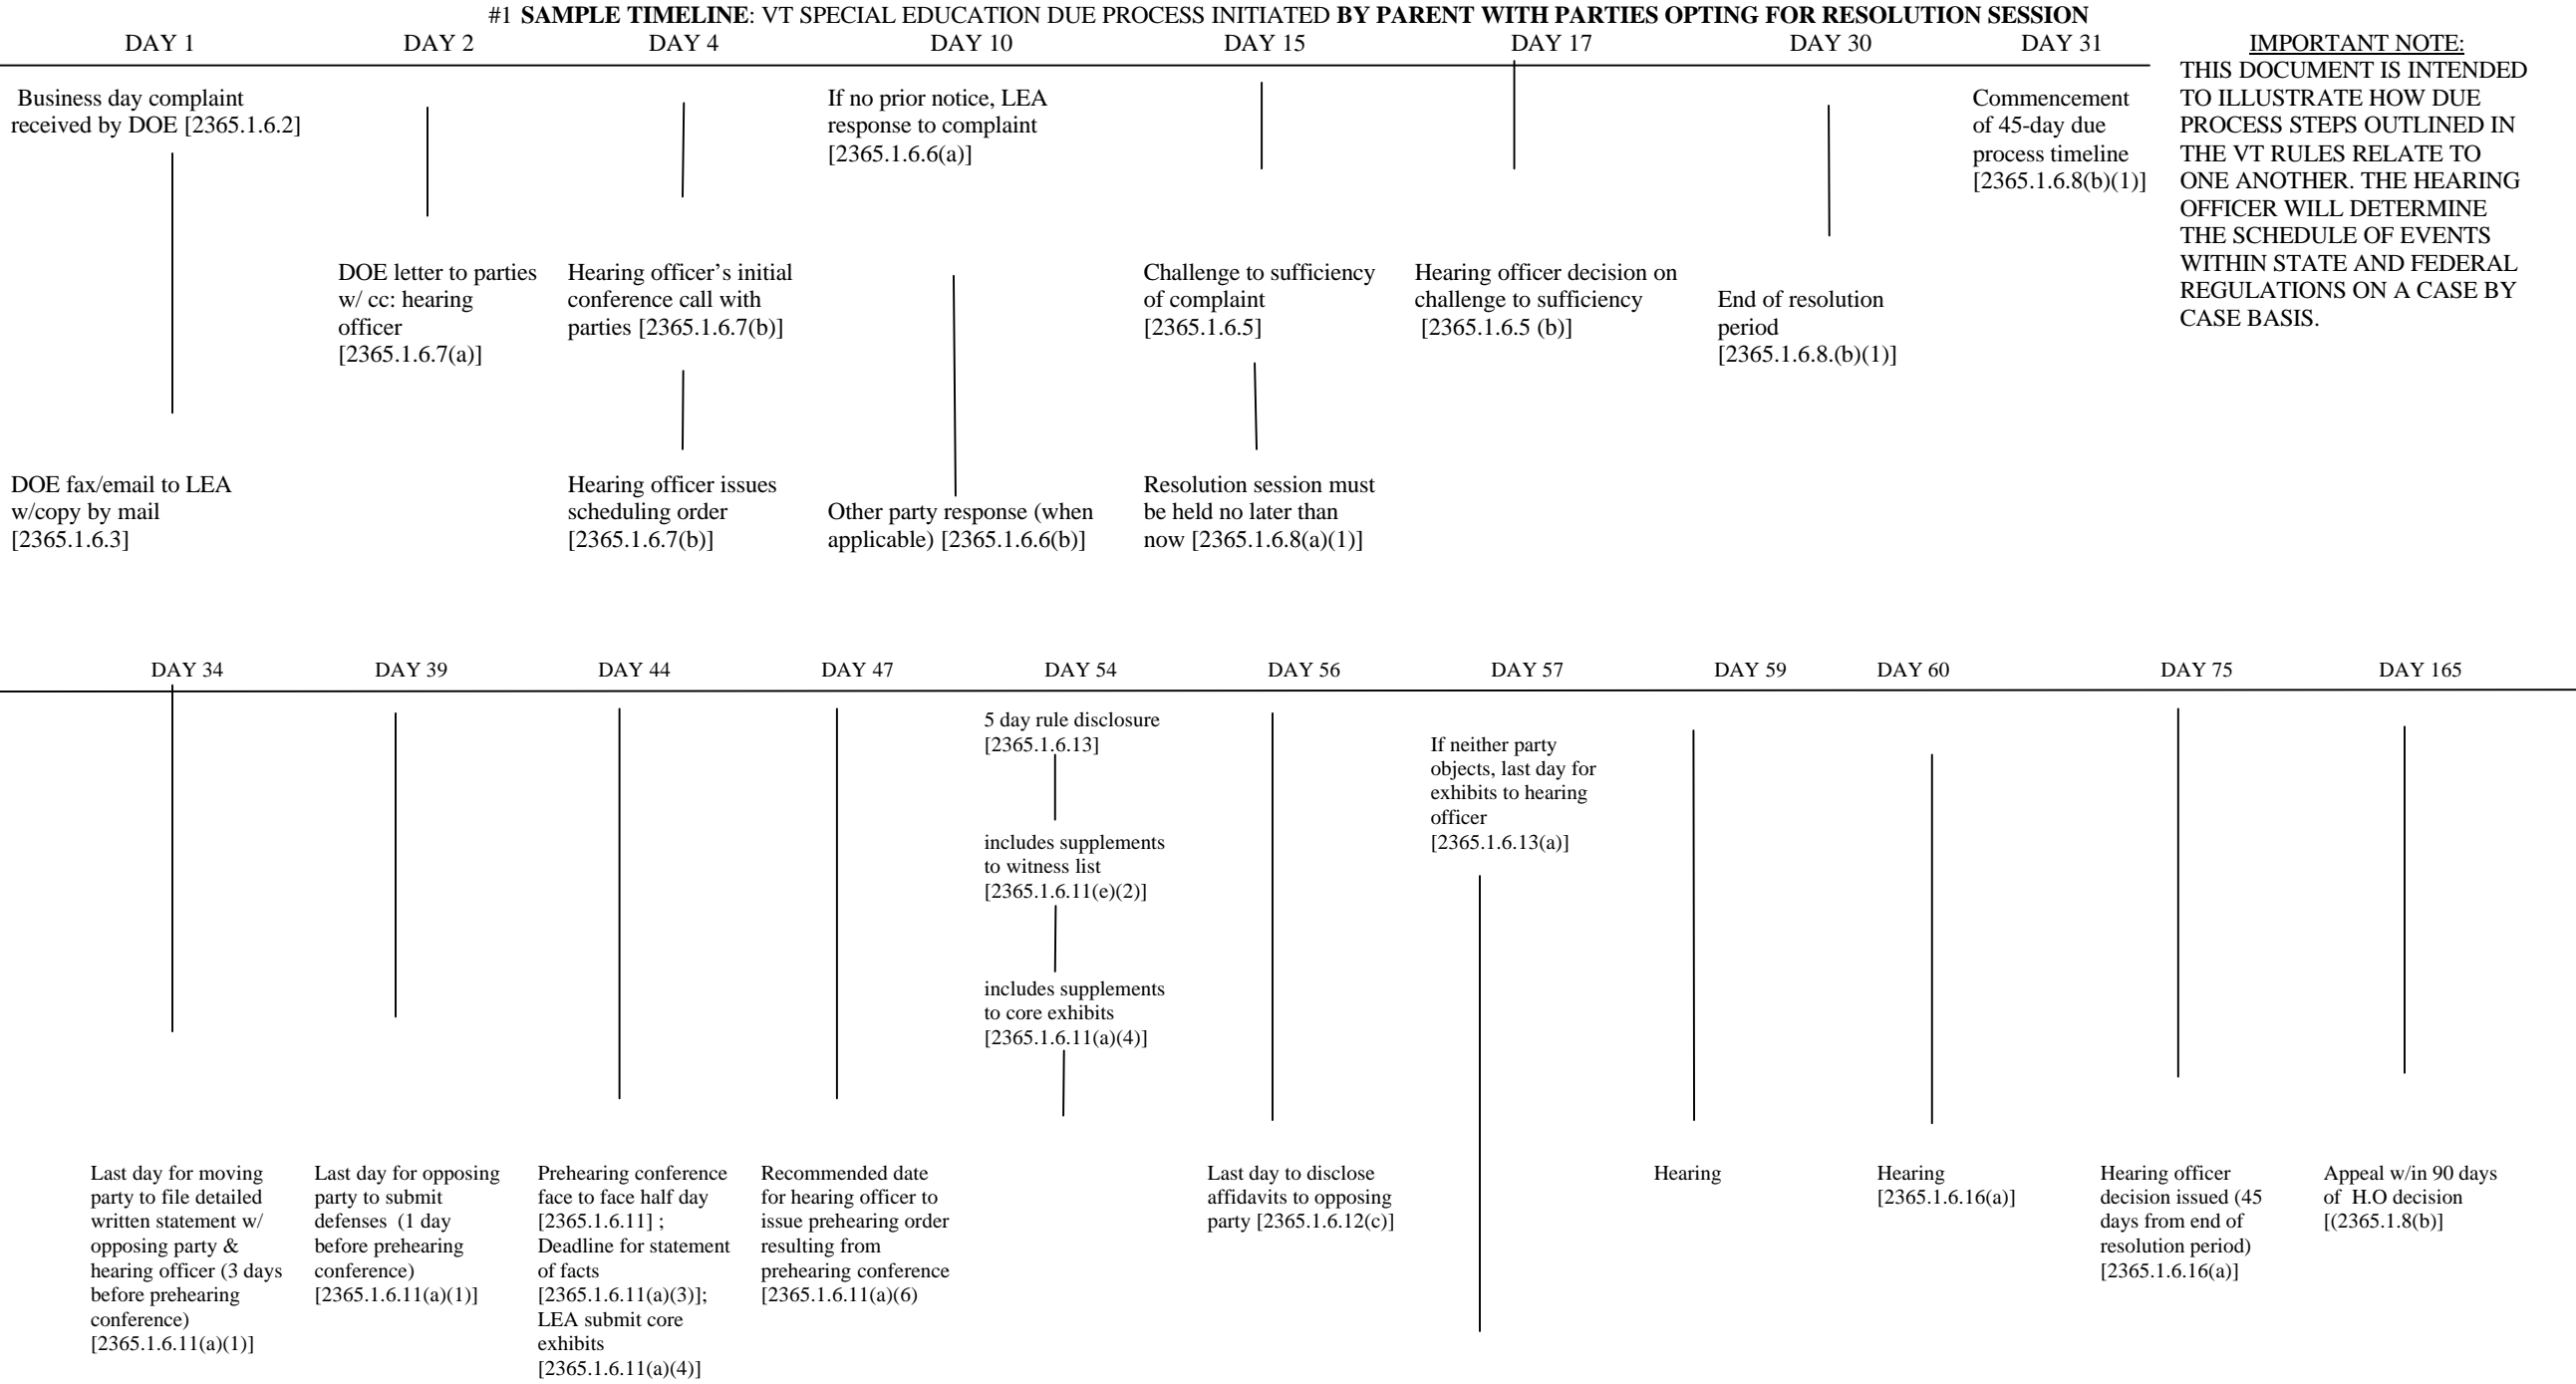 #1 SAMPLE TIMELINE: VT SPECIAL EDUCATION DUE PROCESS INITIATED BY PARENT WITH PARTIES OPTING FOR RESOLUTION SESSION
DAY 1
Business day complaint
received by DOE [2365.1.6.2]
DOE fax/email to LEA
w/copy by mail
[2365.1.6.3]
DAY 2
DOE letter to parties
w/ cc: hearing
officer
[2365.1.6.7(a)]
DAY 4
Hearing officer’s initial
conference call with
parties [2365.1.6.7(b)]
Hearing officer issues
scheduling order
[2365.1.6.7(b)]
DAY 10
If no prior notice, LEA
response to complaint
[2365.1.6.6(a)]
Other party response (when
applicable) [2365.1.6.6(b)]
DAY 15
Challenge to sufficiency
of complaint
[2365.1.6.5]
Resolution session must
be held no later than
now [2365.1.6.8(a)(1)]
DAY 17
Hearing officer decision on
challenge to sufficiency
[2365.1.6.5 (b)]
DAY 30
End of resolution
period
[2365.1.6.8.(b)(1)]
DAY 31
Commencement
of 45-day due
process timeline
[2365.1.6.8(b)(1)]
IMPORTANT NOTE:
THIS DOCUMENT IS INTENDED
TO ILLUSTRATE HOW DUE
PROCESS STEPS OUTLINED IN
THE VT RULES RELATE TO
ONE ANOTHER. THE HEARING
OFFICER WILL DETERMINE
THE SCHEDULE OF EVENTS
WITHIN STATE AND FEDERAL
REGULATIONS ON A CASE BY
CASE BASIS.
DAY 34
Last day for moving
party to file detailed
written statement w/
opposing party &
hearing officer (3 days
before prehearing
conference)
[2365.1.6.11(a)(1)]
DAY 39
Last day for opposing
party to submit
defenses (1 day
before prehearing
conference)
[2365.1.6.11(a)(1)]
DAY 44
Prehearing conference
face to face half day
[2365.1.6.11] ;
Deadline for statement
of facts
[2365.1.6.11(a)(3)];
LEA submit core
exhibits
[2365.1.6.11(a)(4)]
DAY 47
Recommended date
for hearing officer to
issue prehearing order
resulting from
prehearing conference
[2365.1.6.11(a)(6)
DAY 54
5 day rule disclosure
[2365.1.6.13]
includes supplements
to witness list
[2365.1.6.11(e)(2)]
includes supplements
to core exhibits
[2365.1.6.11(a)(4)]
DAY 56
Last day to disclose
affidavits to opposing
party [2365.1.6.12(c)]
DAY 57
If neither party
objects, last day for
exhibits to hearing
officer
[2365.1.6.13(a)]
DAY 59
Hearing
DAY 60
Hearing
[2365.1.6.16(a)]
DAY 75
Hearing officer
decision issued (45
days from end of
resolution period)
[2365.1.6.16(a)]
DAY 165
Appeal w/in 90 days
of H.O decision
[(2365.1.8(b)]